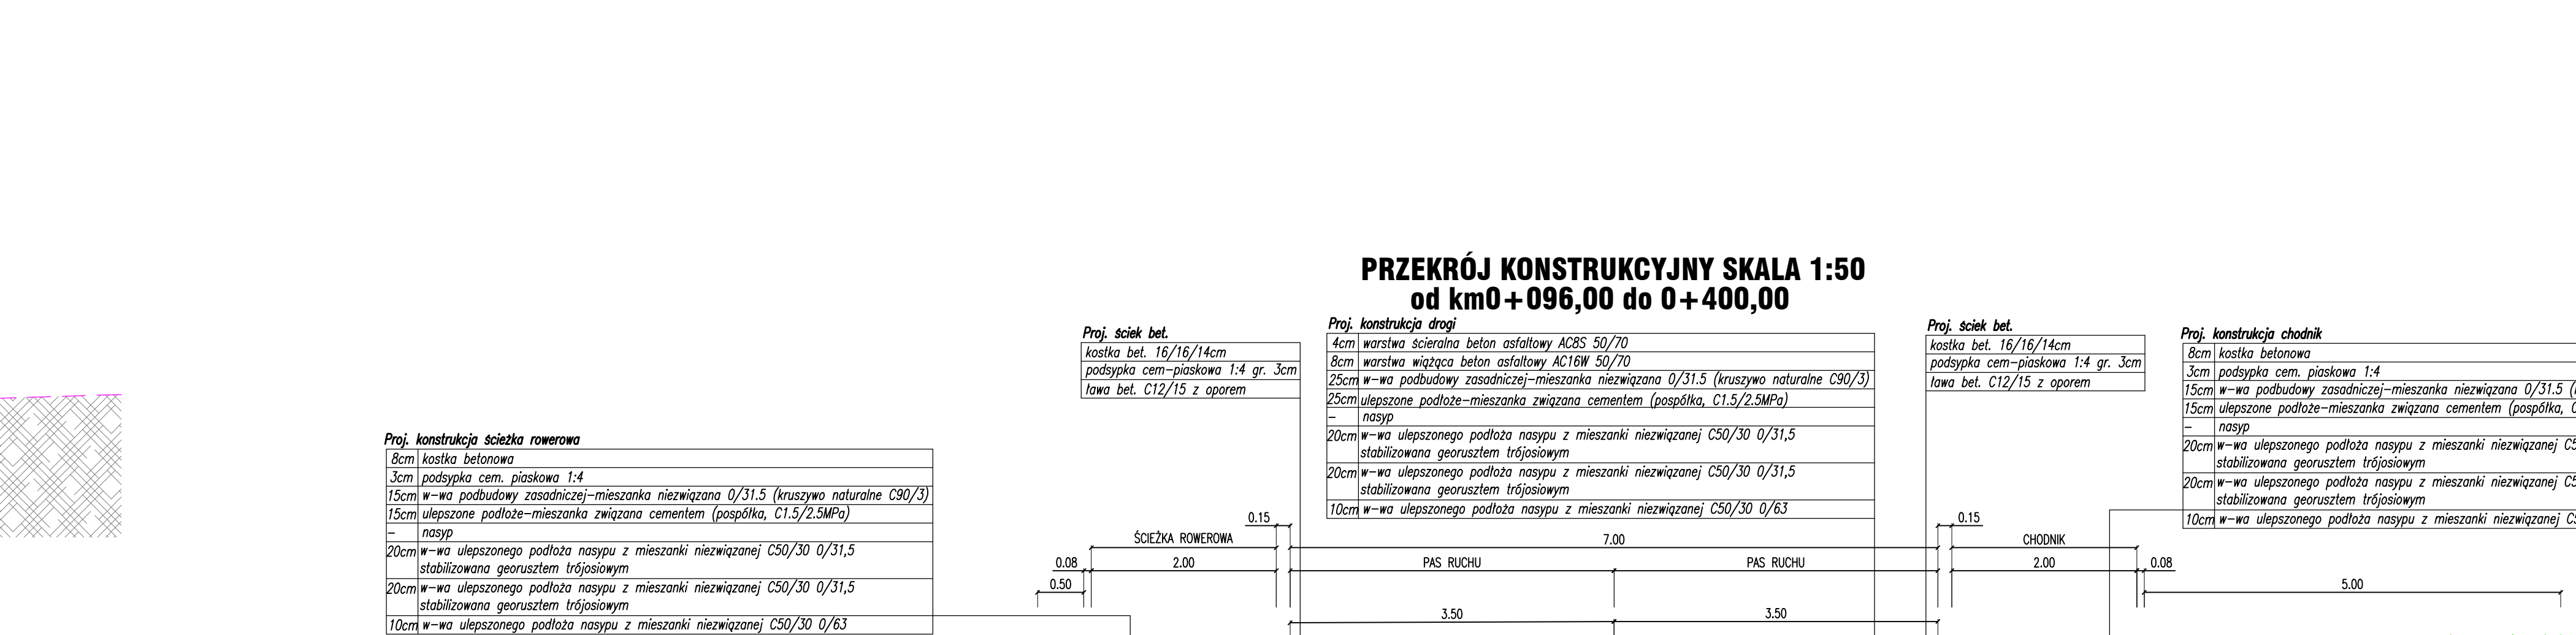 PRZEKRÓJ KONSTRUKCYJNY SKALA 1:50
od km0+096,00 do 0+400,00
Proj. konstrukcja ścieżka rowerowa
8cm kostka betonowa
3cm podsypka cem. piaskowa 1:4
15cm w-wa podbudowy zasadniczej-mieszanka niezwiązana 0/31.5 (kruszywo naturalne C90/3)
15cm ulepszone podłoże-mieszanka związana cementem (pospółka, C1.5/2.5MPa)
- nasyp
20cm w-wa ulepszonego podłoża nasypu z mieszanki niezwiązanej C50/30 0/31,5
stabilizowana georusztem trójosiowym
20cm w-wa ulepszonego podłoża nasypu z mieszanki niezwiązanej C50/30 0/31,5
stabilizowana georusztem trójosiowym
10cm w-wa ulepszonego podłoża nasypu z mieszanki niezwiązanej C50/30 0/63
Proj. ściek bet.
kostka bet. 16/16/14cm
podsypka cem-piaskowa 1:4 gr. 3cm
ława bet. C12/15 z oporem
Proj. konstrukcja drogi
4cm warstwa ścieralna beton asfaltowy AC8S 50/70
8cm warstwa wiążąca beton asfaltowy AC16W 50/70
25cm w-wa podbudowy zasadniczej-mieszanka niezwiązana 0/31.5 (kruszywo naturalne C90/3)
25cm ulepszone podłoże-mieszanka związana cementem (pospółka, C1.5/2.5MPa)
- nasyp
20cm w-wa ulepszonego podłoża nasypu z mieszanki niezwiązanej C50/30 0/31,5
stabilizowana georusztem trójosiowym
20cm w-wa ulepszonego podłoża nasypu z mieszanki niezwiązanej C50/30 0/31,5
stabilizowana georusztem trójosiowym
10cm w-wa ulepszonego podłoża nasypu z mieszanki niezwiązanej C50/30 0/63
Proj. ściek bet.
kostka bet. 16/16/14cm
podsypka cem-piaskowa 1:4 gr. 3cm
ława bet. C12/15 z oporem
Proj. konstrukcja chodnik
8cm kostka betonowa
3cm podsypka cem. piaskowa 1:4
15cm w-wa podbudowy zasadniczej-mieszanka niezwiązana 0/31.5
15cm ulepszone podłoże-mieszanka związana cementem (pospółka,
- nasyp
20cm w-wa ulepszonego podłoża nasypu z mieszanki niezwiązanej
stabilizowana georusztem trójosiowym
20cm w-wa ulepszonego podłoża nasypu z mieszanki niezwiązanej
stabilizowana georusztem trójosiowym
10cm w-wa ulepszonego podłoża nasypu z mieszanki niezwiązanej
0.15 0.15
ŚCIEŻKA ROWEROWA 7.00 CHODNIK
0.08 2.00 PAS RUCHU PAS RUCHU 2.00 0.08
0.50 5.00
3.50 3.50